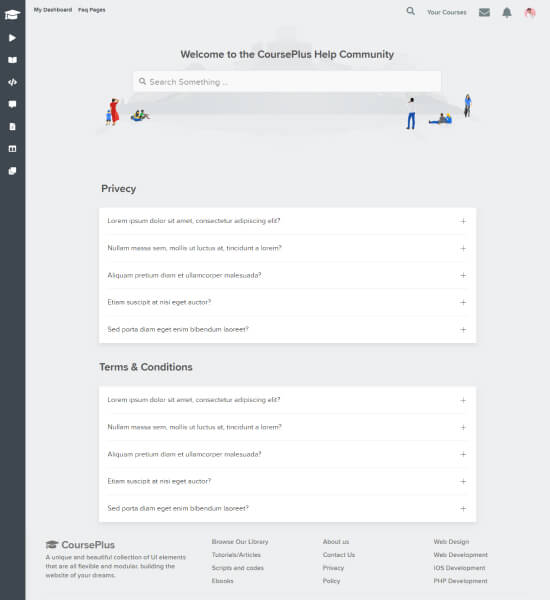 My Dashboard Faq Pages
Your Courses
Welcome to the CoursePlus Help Community
Search Something ..
Privecy
Lorem ipsum dolor sit amet, consectetur adipiscing elit?
Nullam massa sem, mollis ut luctus at, tincidunt a lorem?
Aliquam pretium diam et ullamcorper malesuada?
Etiam suscipit at nisi eget auctor?
Sed porta diam eget enim bibendum laoreet?
Terms & Conditions
Lorem ipsum dolor sit amet, consectetur adipiscing elit?
Nullam massa sem, mollis ut luctus at, tincidunt a lorem?
Aliquam pretium diam et ullamcorper malesuada?
Etiam suscipit at nisi eget auctor?
Sed porta diam eget enim bibendum laoreet?
CoursePlus
A unique and beautiful collection of UI elements
that are all flexible and modular. building the
website of your dreams.
Browse Our Library
Tutorials/Articles
Scripts and codes
Ebooks
About us
Contact Us
Privacy
Policy
Web Design
Web Development
iOS Development
PHP Development